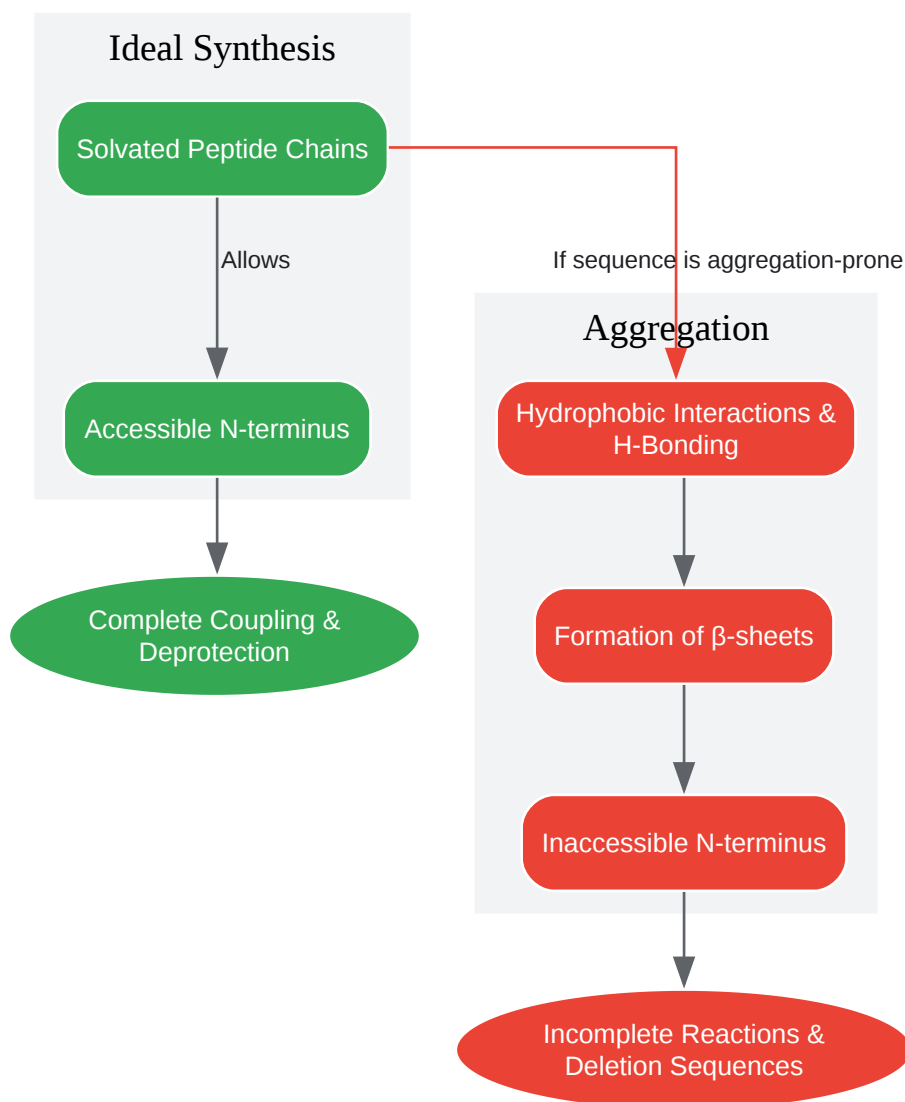 Ideal Synthesis
Solvated Peptide Chains
Allows
If sequence is aggregation-prone
Aggregation
Accessible N-terminus
Hydrophobic Interactions &
H-Bonding
Complete Coupling &
Deprotection
Formation of β-sheets
Inaccessible N-terminus
Incomplete Reactions &
Deletion Sequences